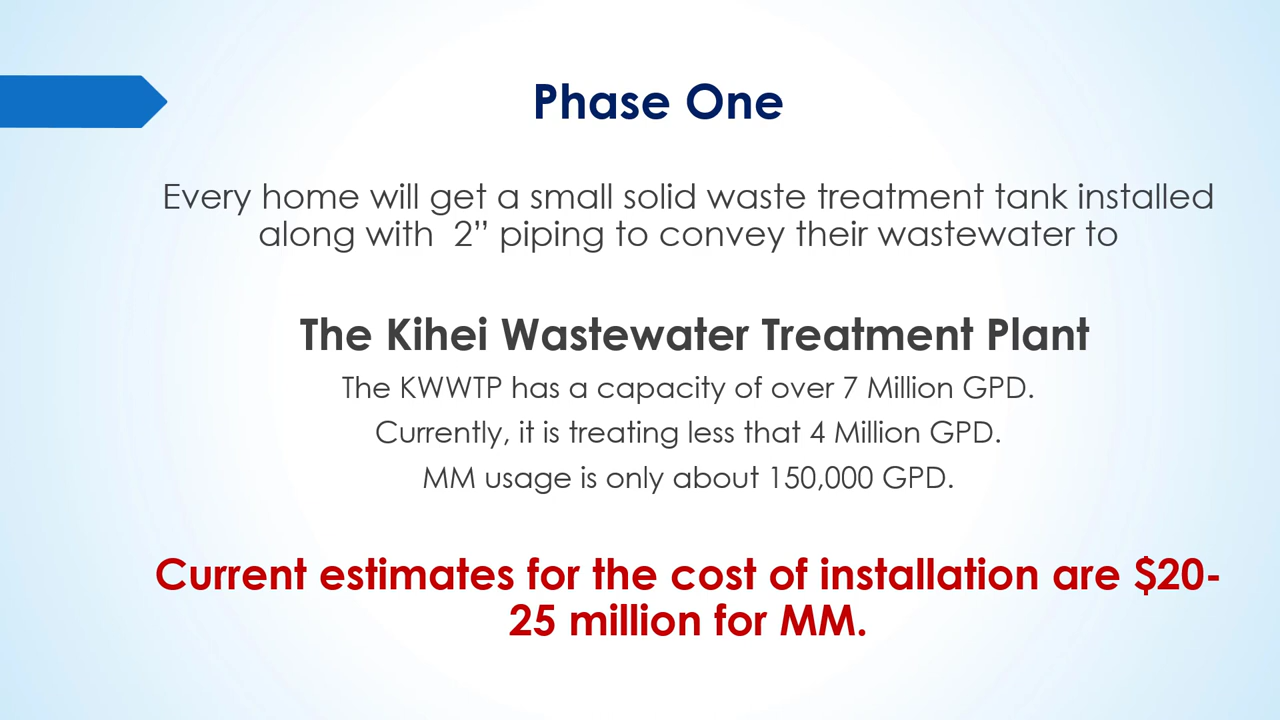 Phase One
Every home will get a small solid waste treatment tank installed
along with  2” piping to convey their wastewater to
The Kihei Wastewater Treatment Plant
The KWWTP has a capacity of over 7 Million GPD.
Currently, it is treating less that 4 Million GPD.
MM usage is only about 150,000 GPD.
Current estimates for the cost of installation are $20-
25 million for MM.